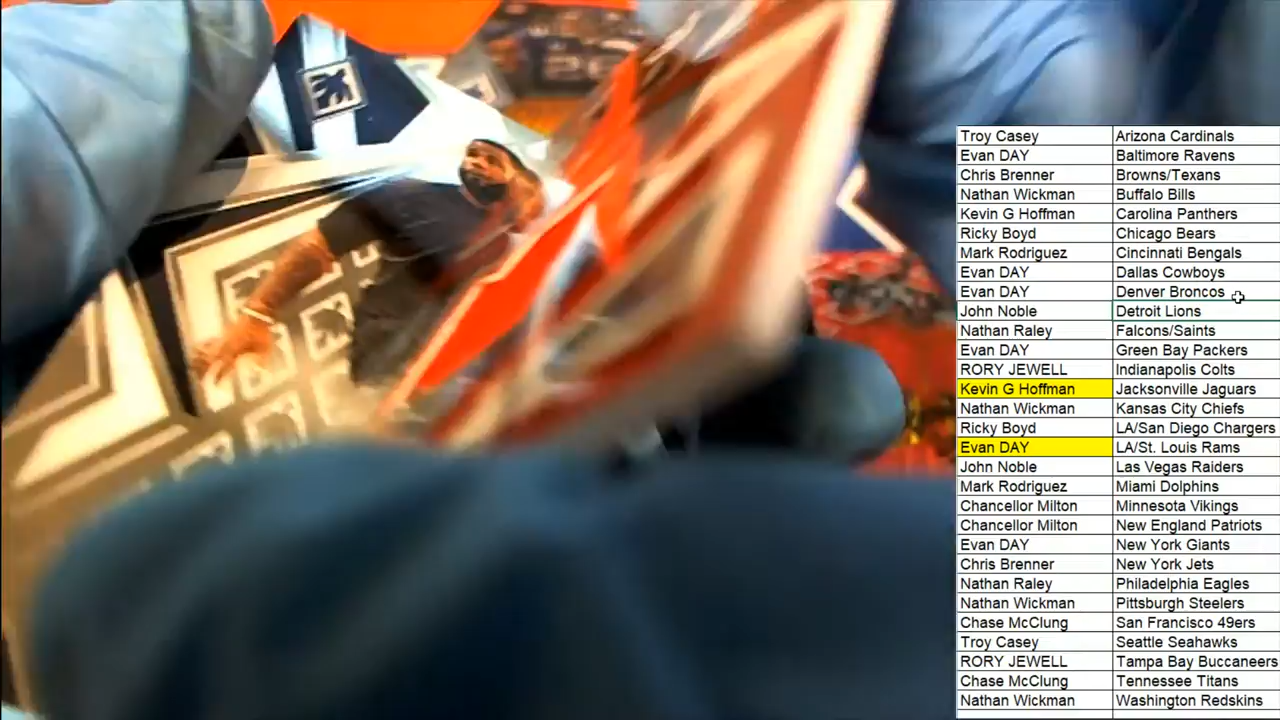 Troy Casey Arizona Cardinals
Evan DAY Baltimore Ravens
Chris Brenner Browns/Texans
Nathan Wickman Buffalo Bills
Kevin G Hoffman Carolina Panthers
Ricky Boyd Chicago Bears
Mark Rodriguez Cincinnati Bengals
Evan DAY Dallas Cowboys
Evan DAY Denver Broncos
John Noble Detroit Lions
Nathan Raley Falcons/Saints
Evan DAY Green Bay Packers
RORY JEWELL Indianapolis Colts
Kevin G Hoffman Jacksonville Jaguars
Nathan Wickman Kansas City Chiefs
Ricky Boyd LA/San Diego Chargers
Evan DAY LA/St. Louis Rams
John Noble Las Vegas Raiders
Mark Rodriguez Miami Dolphins
Chancellor Milton Minnesota Vikings
Chancellor Milton New England Patriots
Evan DAY New York Giants
Chris Brenner New York Jets
Nathan Raley Philadelphia Eagles
Nathan Wickman Pittsburgh Steelers
Chase McClung San Francisco 49ers
Troy Casey Seattle Seahawks
RORY JEWELL Tampa Bay Buccaneers
Chase McClung Tennessee Titans
Nathan Wickman Washington Redskins